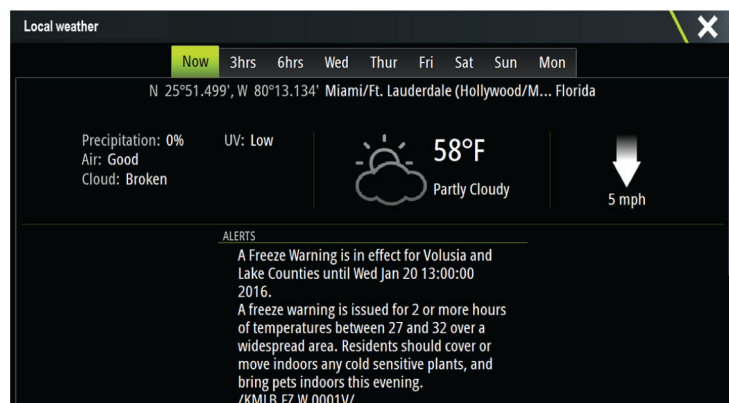 Local weather
Now 3hrs 6hrs Wed Thur Fri Sat Sun Mon
N 25°51.499', W 80°13.134' Miami/Ft. Lauderdale (Hollywood/M... Florida
Precipitation: 0% UV: Low
Air: Good
Cloud: Broken
58°F
Partly Cloudy
5 mph
ALERTS
A Freeze Warning is in effect for Volusia and
Lake Counties until Wed Jan 20 13:00:00
2016.
A freeze warning is issued for 2 or more hours
of temperatures between 27 and 32 over a
widespread area. Residents should cover or
move indoors any cold sensitive plants, and
bring pets indoors this evening.
/KMLB.FZ.W.0001V/